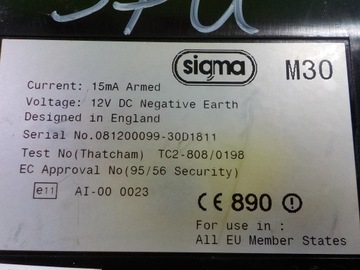 sigma M30
Current: 15mA Armed
Voltage: 12V DC Negative Earth
Designed in England
Serial No.081200099-30D1811
Test No(Thatcham) TC2-808/0198
EC Approval No(95/56 Security)
e11 AI-00 0023
CE 890
For use in :
All EU Member States